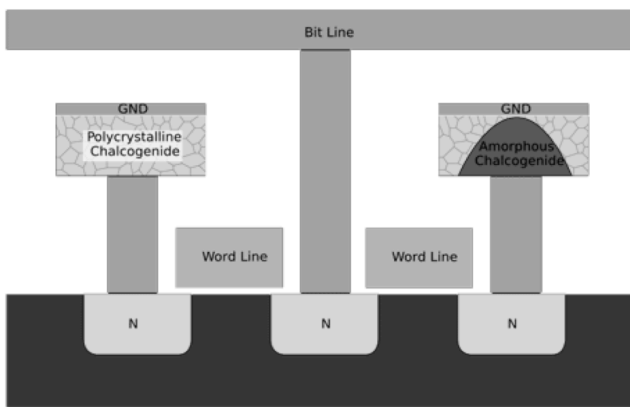 Bit Line
GND
GND
Polycrystalline
Chalcogenide
Amorphous
Chalcogenide
Word Line
Word Line
N
N
N